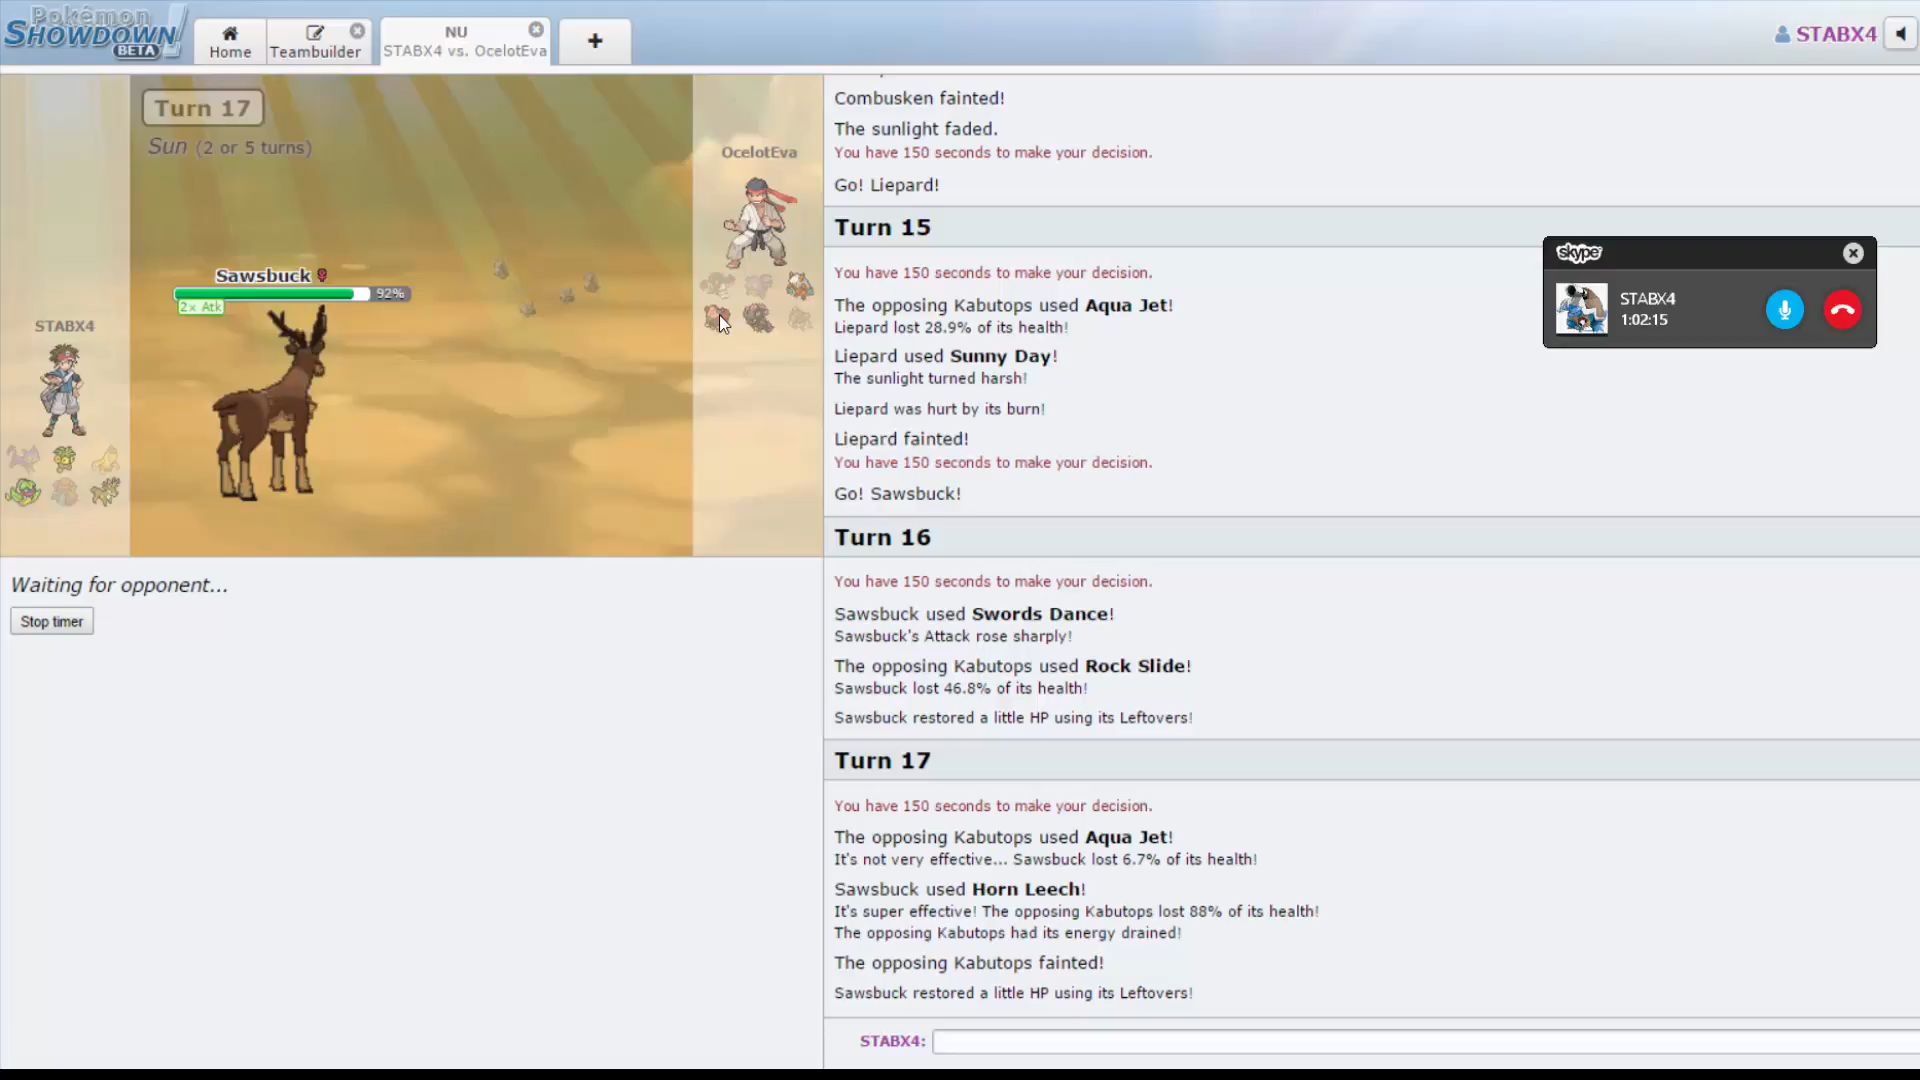 Pokémon
SHOWDOWN!
BETA
Home
Teambuilder
NU
STABX4 vs. OcelotEva
+
STABX4
Turn 17
Sun (2 or 5 turns)
OcelotEva
Sawsbuck
92%
2× Atk
STABX4
Waiting for opponent...
Stop timer
Combusken fainted!
The sunlight faded.
You have 150 seconds to make your decision.
Go! Liepard!
Turn 15
You have 150 seconds to make your decision.
The opposing Kabutops used Aqua Jet!
Liepard lost 28.9% of its health!
Liepard used Sunny Day!
The sunlight turned harsh!
Liepard was hurt by its burn!
Liepard fainted!
You have 150 seconds to make your decision.
Go! Sawsbuck!
Turn 16
You have 150 seconds to make your decision.
Sawsbuck used Swords Dance!
Sawsbuck's Attack rose sharply!
The opposing Kabutops used Rock Slide!
Sawsbuck lost 46.8% of its health!
Sawsbuck restored a little HP using its Leftovers!
Turn 17
You have 150 seconds to make your decision.
The opposing Kabutops used Aqua Jet!
It's not very effective... Sawsbuck lost 6.7% of its health!
Sawsbuck used Horn Leech!
It's super effective! The opposing Kabutops lost 88% of its health!
The opposing Kabutops had its energy drained!
The opposing Kabutops fainted!
Sawsbuck restored a little HP using its Leftovers!
STABX4:
skype
STABX4
1:02:15